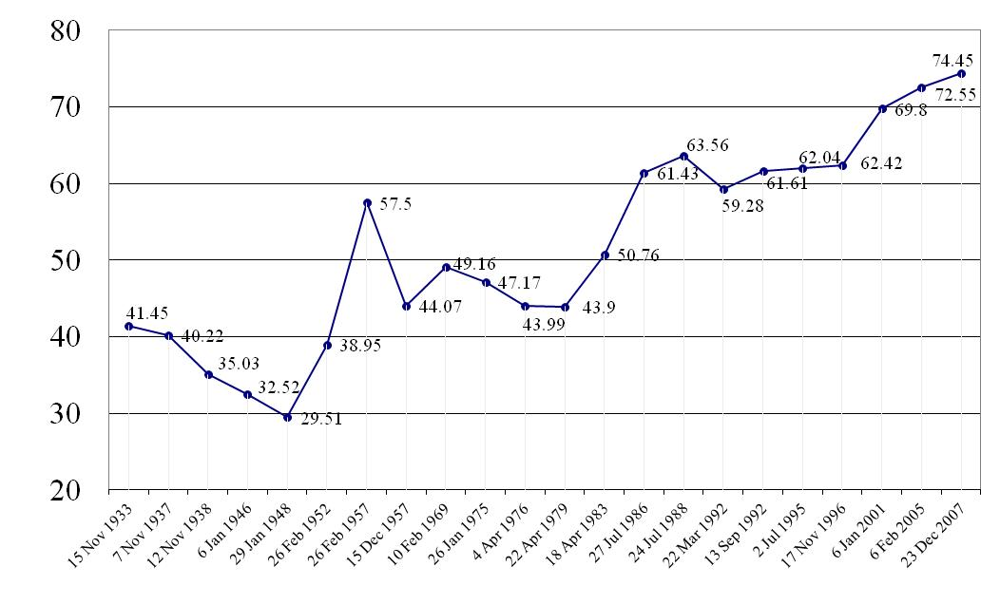 80
70
60
50
40
30
20
41.45
40.22
35.03
32.52
29.51
38.95
57.5
44.07
49.16
47.17
43.99
43.9
50.76
61.43
63.56
59.28
61.61
62.04
62.42
69.8
72.55
74.45
15 Nov 1933
7 Nov 1937
12 Nov 1938
6 Jan 1946
29 Jan 1948
26 Feb 1952
26 Feb 1957
15 Dec 1957
10 Feb 1969
26 Jan 1975
4 Apr 1976
22 Apr 1979
18 Apr 1983
27 Jul 1986
24 Jul 1988
22 Mar 1992
13 Sep 1992
2 Jul 1995
17 Nov 1996
6 Jan 2001
6 Feb 2005
23 Dec 2007